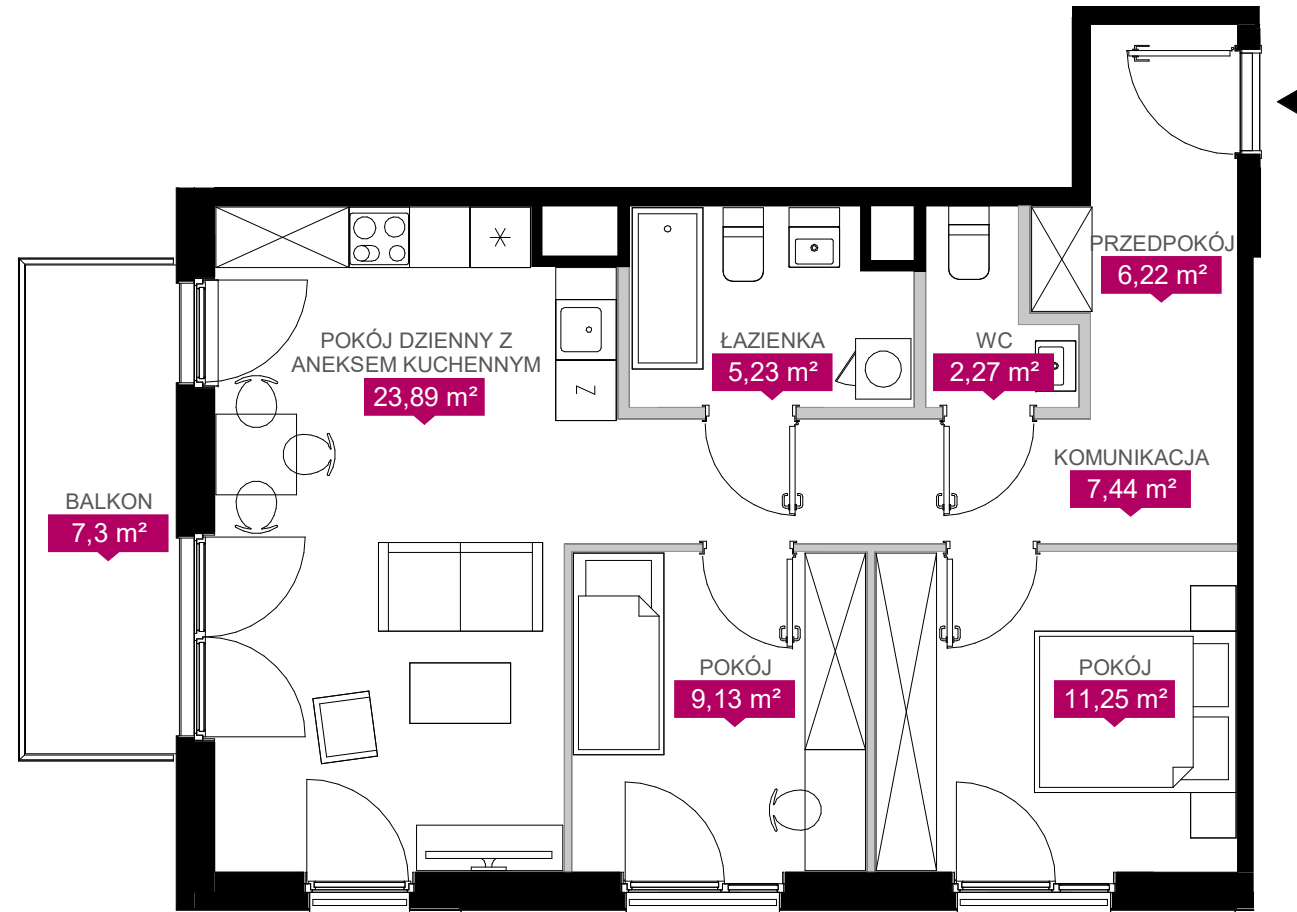 PRZEDPOKÓJ
6,22 m²
POKÓJ DZIENNY Z
ANEKSEM KUCHENNYM
23,89 m²
ŁAZIENKA
5,23 m²
WC
2,27 m²
Z
KOMUNIKACJA
7,44 m²
BALKON
7,3 m²
POKÓJ
9,13 m²
POKÓJ
11,25 m²